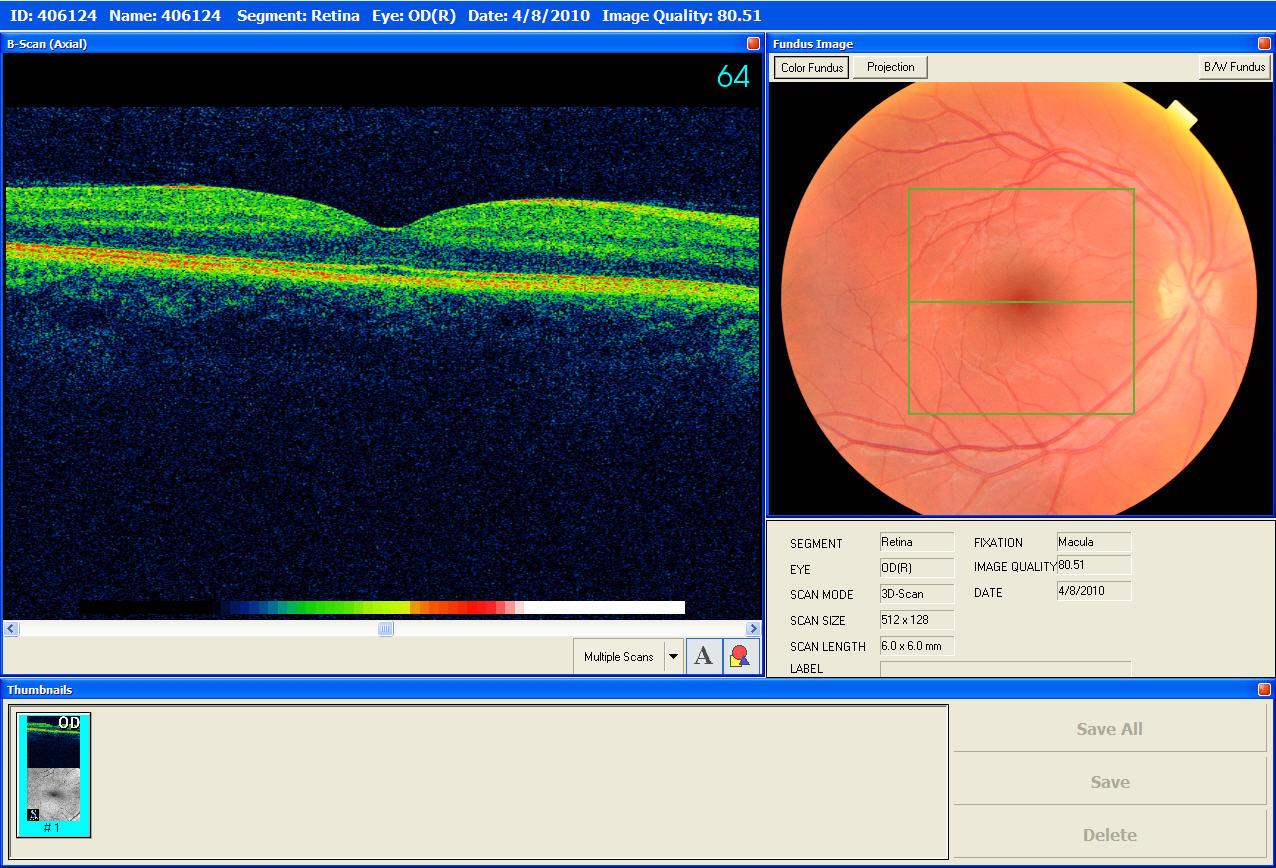 ID: 406124 Name: 406124 Segment: Retina Eye: OD(R) Date: 4/8/2010 Image Quality: 80.51
B-Scan (Axial)
64
Multiple Scans
A
Fundus Image
Color Fundus Projection B/W Fundus
SEGMENT Retina FIXATION Macula
EYE OD(R) IMAGE QUALITY 80.51
SCAN MODE 3D-Scan DATE 4/8/2010
SCAN SIZE 512 x 128
SCAN LENGTH 6.0 x 6.0 mm
LABEL
Thumbnails
OD
S
# 1
Save All
Save
Delete